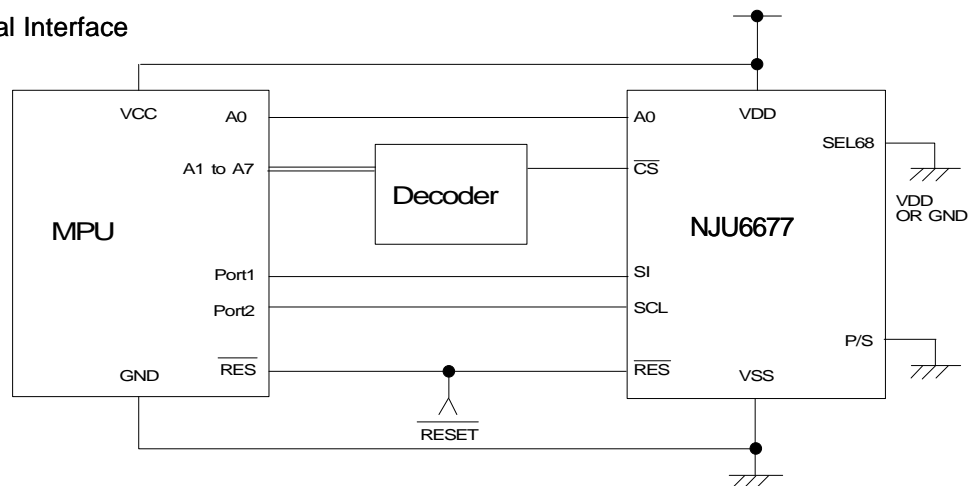 al Interface
VCC
A0
A1 to A7
MPU
Port1
Port2
RES
GND
Decoder
A0
VDD
SEL68
CS
VDD
OR GND
NJU6677
SI
SCL
P/S
RES
VSS
RESET